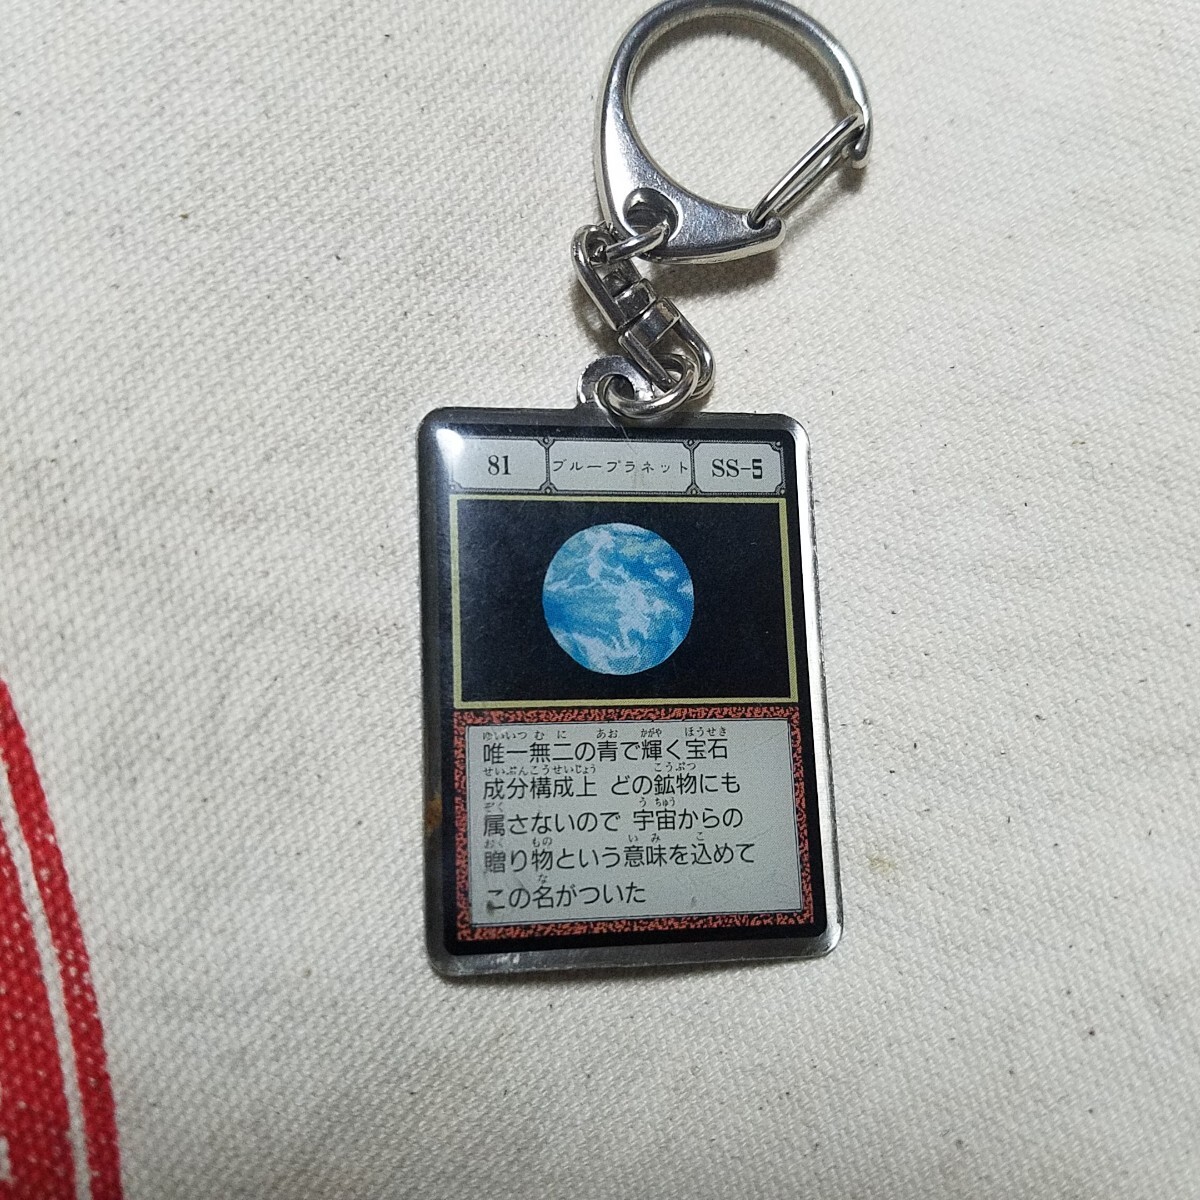 81 ブループラネット SS-5
唯一無二の青で輝く宝石
成分構成上 どの鉱物にも
属さないので 宇宙からの
贈り物という意味を込めて
この名がついた